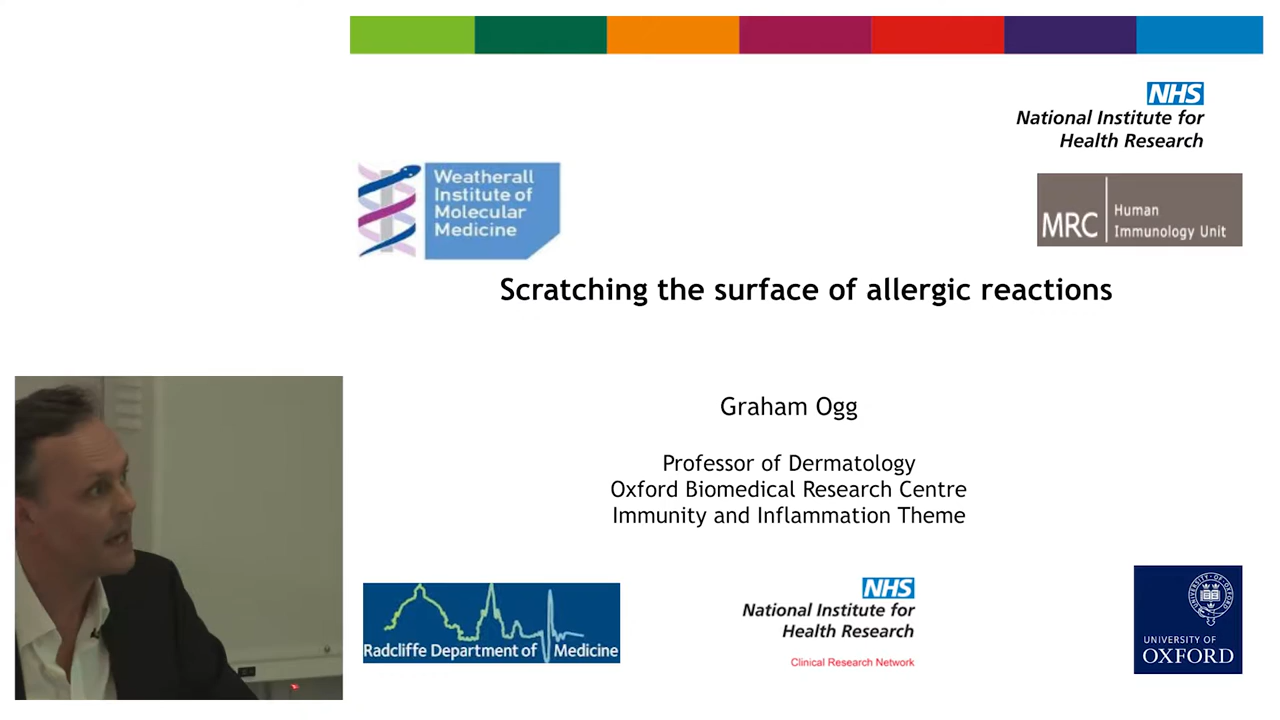 NHS
National Institute for
Health Research
Weatherall
Institute of
Molecular
Medicine
MRC
Human
Immunology Unit
Scratching the surface of allergic reactions
Graham Ogg
Professor of Dermatology
Oxford Biomedical Research Centre
Immunity and Inflammation Theme
Radcliffe Department of Medicine
NHS
National Institute for
Health Research
Clinical Research Network
UNIVERSITY OF
OXFORD